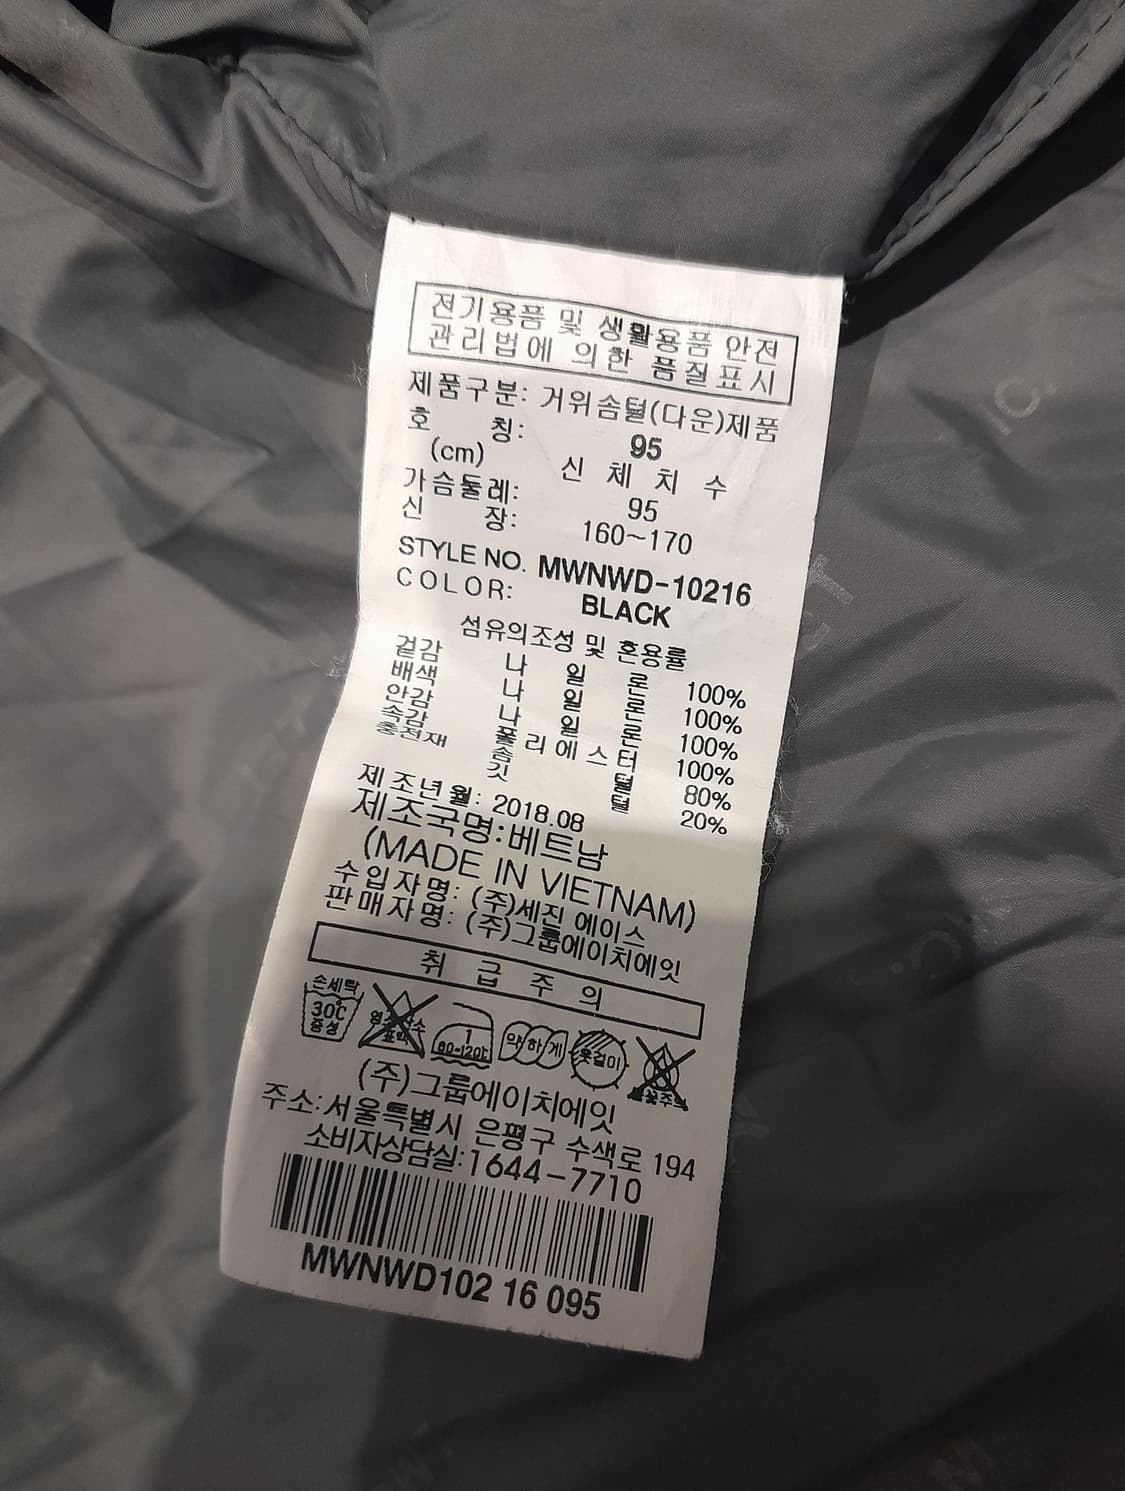 전기용품 및 생활용품 안전
관리법에 의한 품질표시
제품구분: 거위솜털(다운)제품
호 칭: 95
(cm) 신 체 치 수
가슴둘레: 95
신 장: 160~170
STYLE NO. MWNWD-10216
COLOR: BLACK
섬유의조성 및 혼용률
겉감 나 일 론 100%
배색 나 일 론 100%
안감 나 일 론 100%
속감 폴 리 에 스 터 100%
충전재 솜 털 80%
깃 털 20%
제 조년 월: 2018.08
제조국명:베트남
(MADE IN VIETNAM)
수입자명: (주)세진 에이스
판매자명: (주)그룹에이치에잇
취 급 주 의
손세탁
30℃
중성
염소산소
표백
1
80-120℃
약하게
옷걸이
(주)그룹에이치에잇
주소:서울특별시 은평구 수색로 194
소비자상담실:1644-7710
MWNWD102 16 095